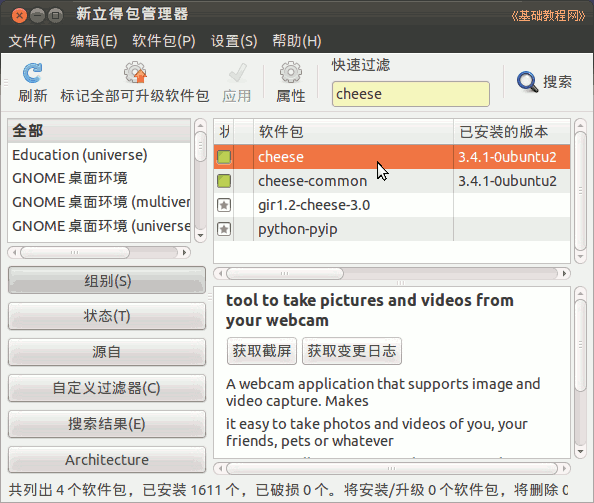 新立得包管理器
《基础教程网》
文件(F) 编辑(E) 软件包(P) 设置(S) 帮助(H)
快速过滤
刷新 标记全部可升级软件包 应用 属性 cheese 搜索
全部
Education (universe)
GNOME 桌面环境
GNOME 桌面环境 (multiver
GNOME 桌面环境 (universe
组别(S)
状态(T)
源自
自定义过滤器(C)
搜索结果(E)
Architecture
状 软件包 已安装的版本
cheese 3.4.1-0ubuntu2
cheese-common 3.4.1-0ubuntu2
gir1.2-cheese-3.0
python-pyip
tool to take pictures and videos from
your webcam
获取截屏 获取变更日志
A webcam application that supports image and
video capture. Makes
it easy to take photos and videos of you, your
friends, pets or whatever
共列出 4 个软件包，已安装 1611 个，已破损 0 个。将安装/升级 0 个软件包，将删除 0